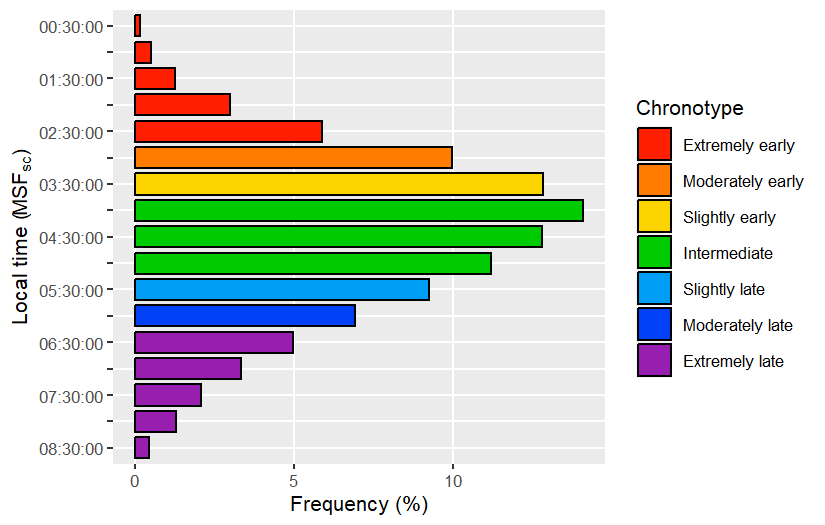 00:30:00
01:30:00
02:30:00
03:30:00
04:30:00
05:30:00
06:30:00
07:30:00
08:30:00
Local time (MSFsc)
0 5 10
Frequency (%)
Chronotype
Extremely early
Moderately early
Slightly early
Intermediate
Slightly late
Moderately late
Extremely late